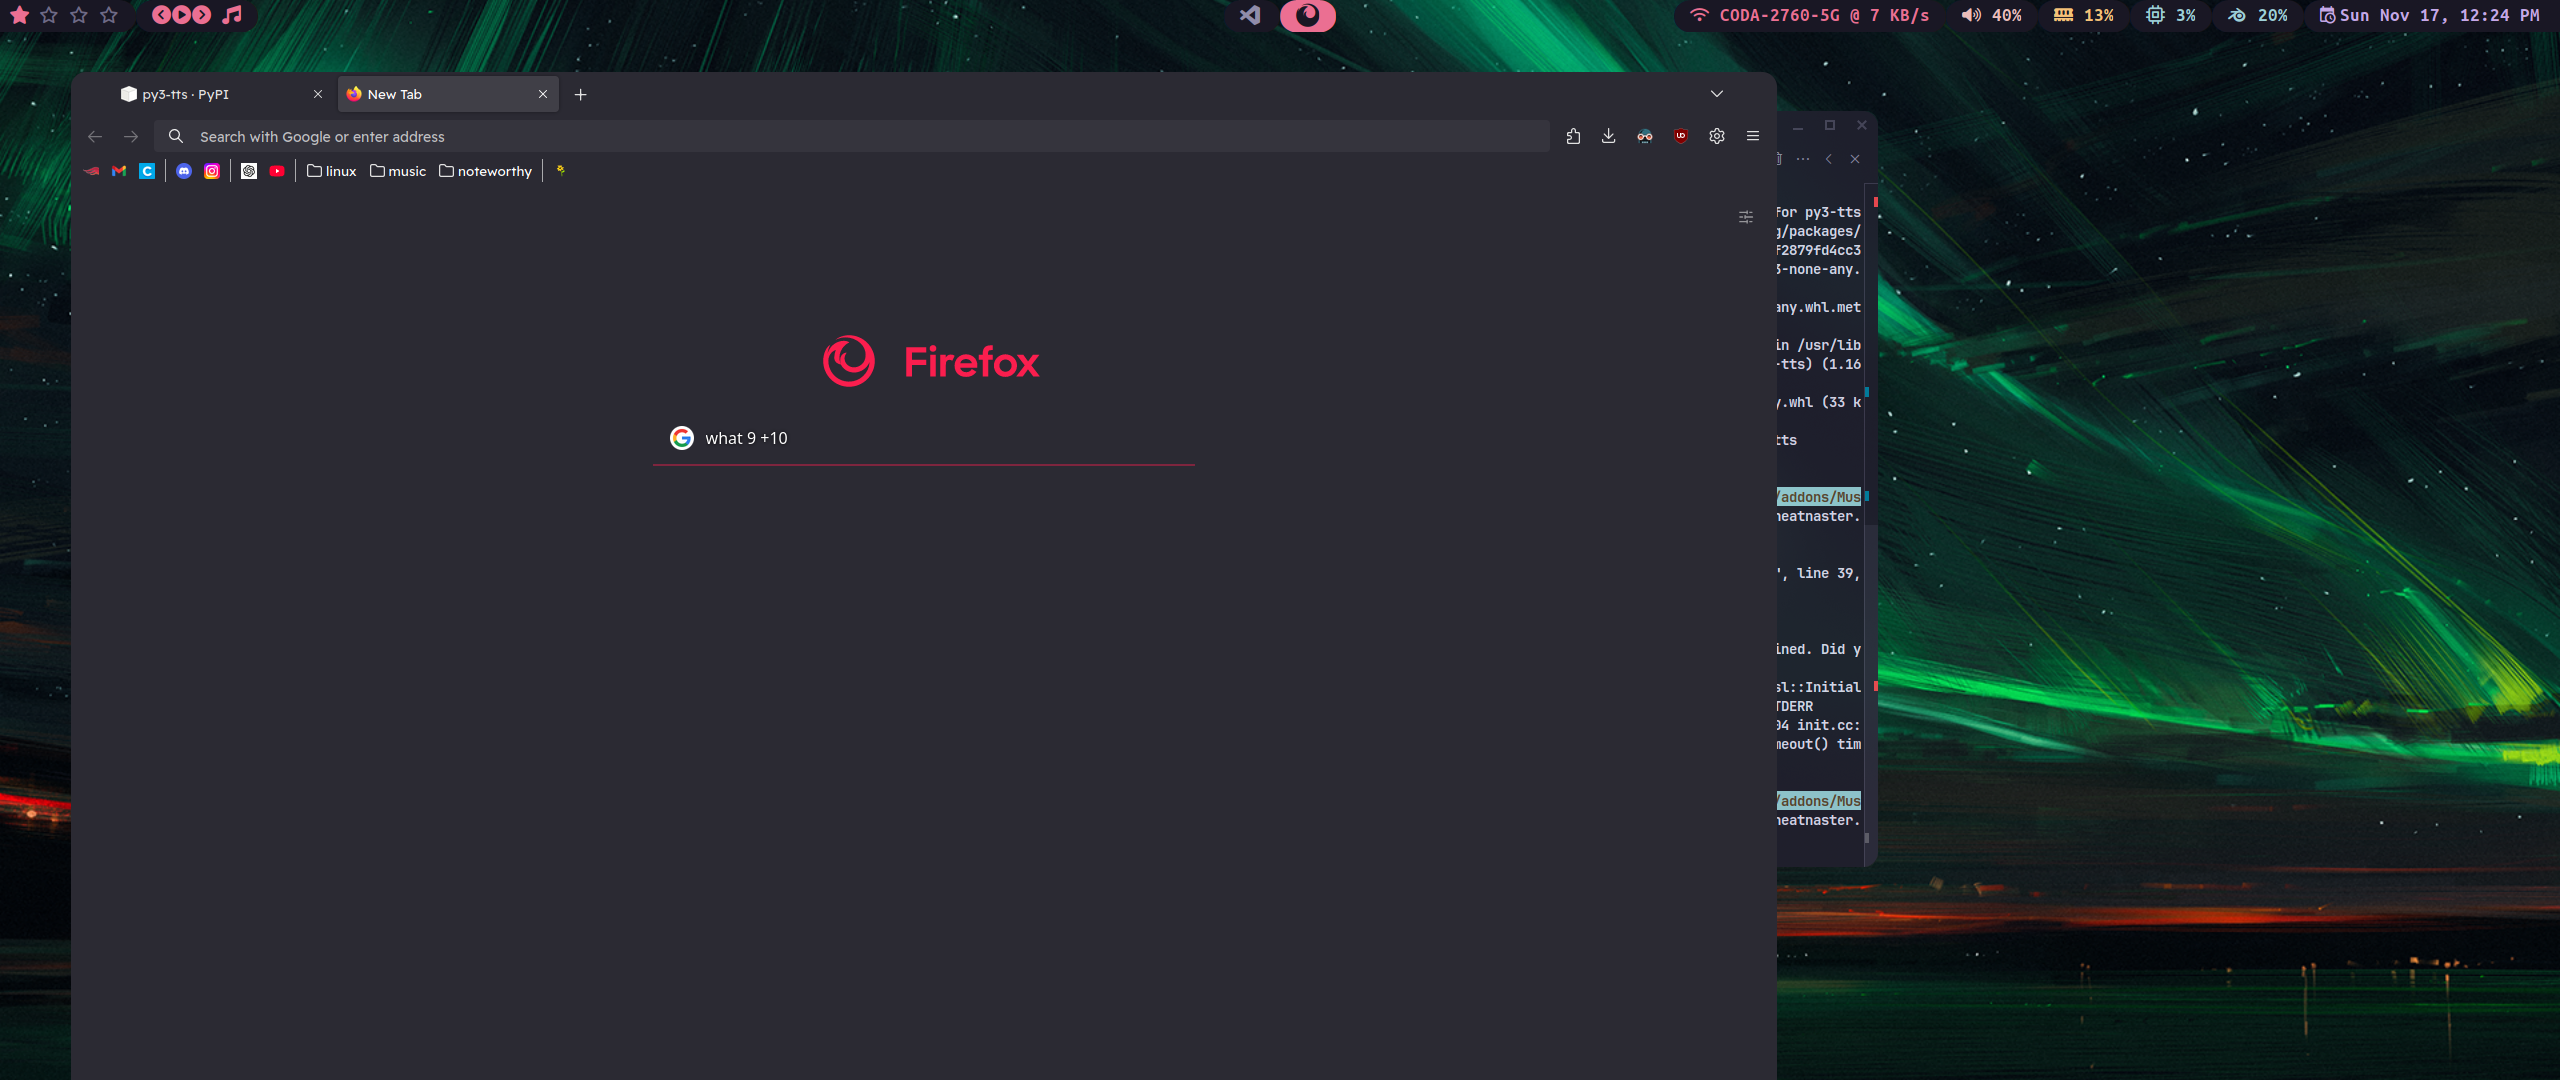 CODA-2760-5G @ 7 KB/s 40% 13% 3% 20% Sun Nov 17, 12:24 PM
py3-tts · PyPI New Tab
Search with Google or enter address
linux music noteworthy
Firefox
what 9 +10
for py3-tts
g/packages/
f2879fd4cc3
3-none-any.
any.whl.met
in /usr/lib
-tts) (1.16
y.whl (33 k
tts
/addons/Mus
heatnaster.
", line 39,
ined. Did y
sl::Initial
TDERR
04 init.cc:
meout() tim
/addons/Mus
heatnaster.